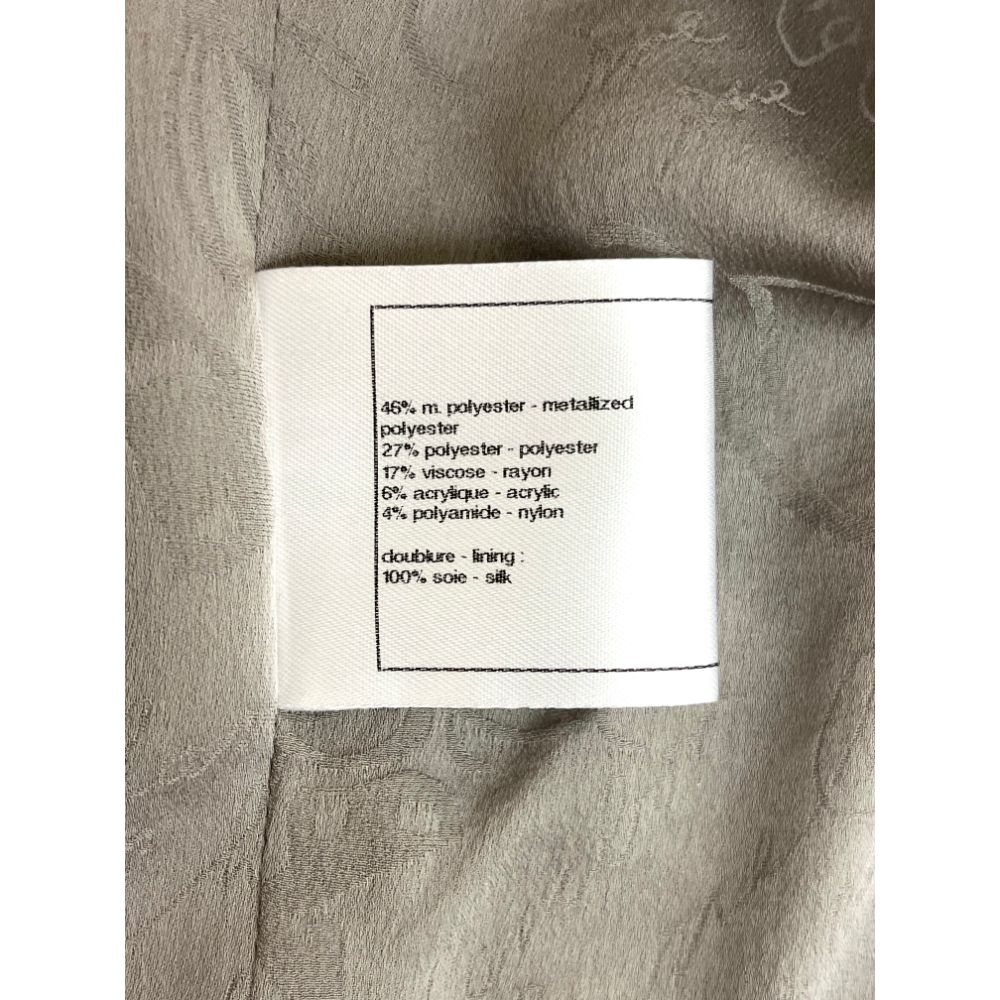 46% m. polyester - metallized
polyester
27% polyester - polyester
17% viscose - rayon
6% acrylique - acrylic
4% polyamide - nylon
doublure - lining :
100% soie - silk